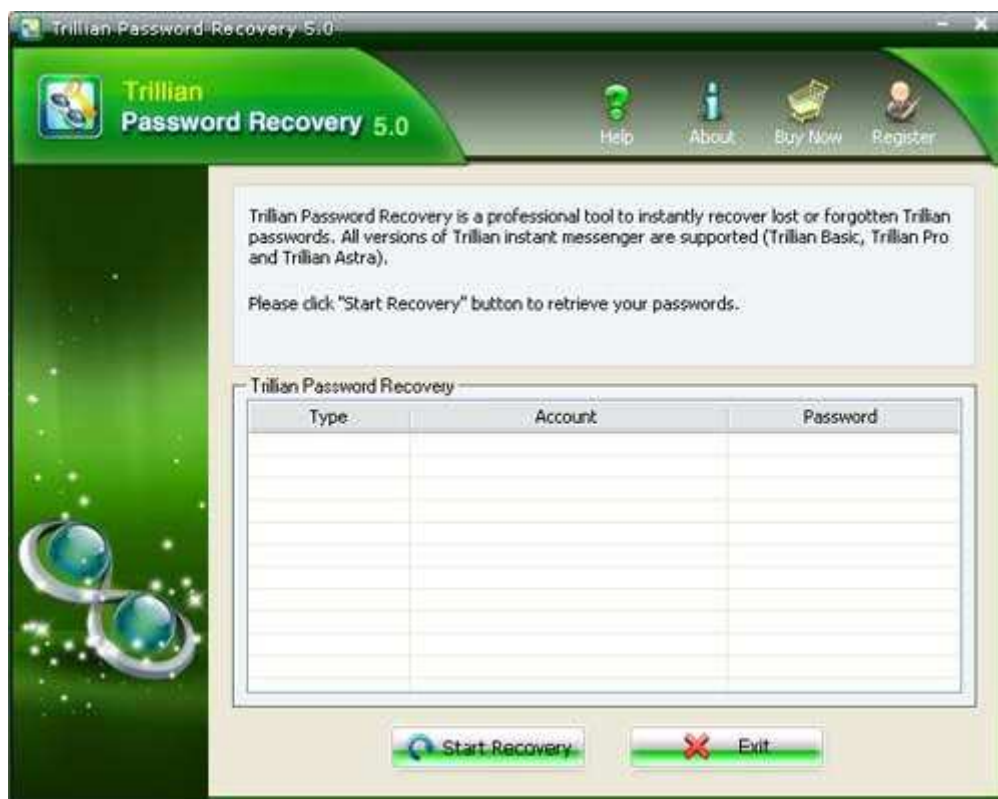 Trillian Password Recovery 5.0
Trillian
Password Recovery 5.0
Help
About
Buy Now
Register
Trillian Password Recovery is a professional tool to instantly recover lost or forgotten Trillian
passwords. All versions of Trillian instant messenger are supported (Trillian Basic, Trillian Pro
and Trillian Astra).
Please click "Start Recovery" button to retrieve your passwords.
Trillian Password Recovery
Type
Account
Password
Start Recovery
Exit